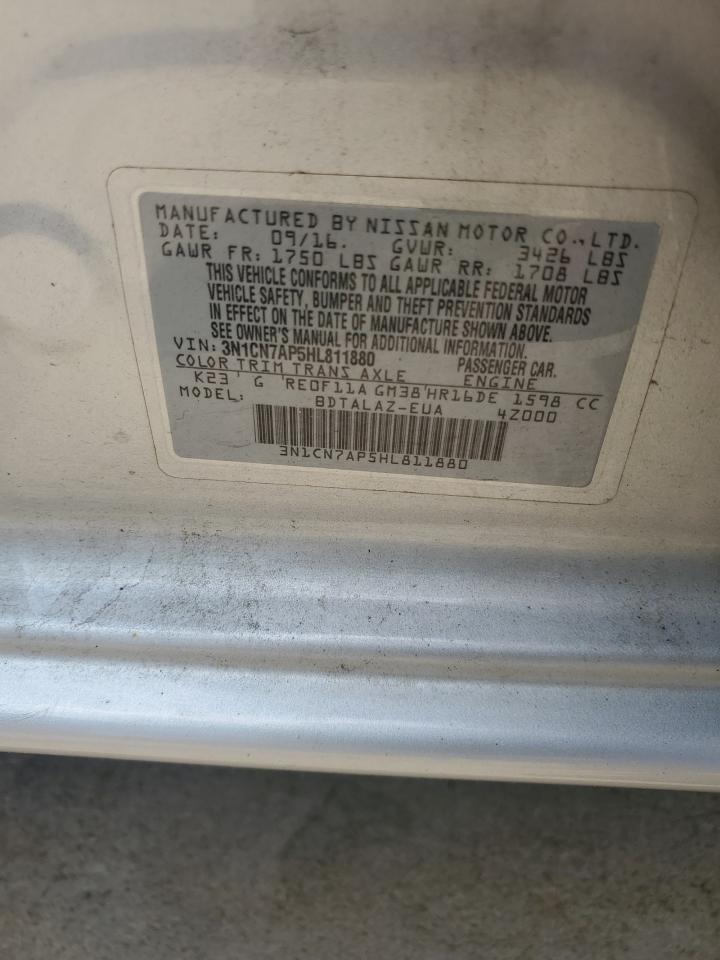 MANUFACTURED BY NISSAN MOTOR CO., LTD.
DATE: 09/16. GVWR: 3426 LBS
GAWR FR: 1750 LBS GAWR RR: 1708 LBS
THIS VEHICLE CONFORMS TO ALL APPLICABLE FEDERAL MOTOR
VEHICLE SAFETY, BUMPER AND THEFT PREVENTION STANDARDS
IN EFFECT ON THE DATE OF MANUFACTURE SHOWN ABOVE.
SEE OWNER'S MANUAL FOR ADDITIONAL INFORMATION.
VIN: 3N1CN7AP5HL811880 PASSENGER CAR.
COLOR TRIM TRANS AXLE ENGINE
K23 G RE0F11A GM38 HR16DE 1598 CC
MODEL: BDTALAZ-EUA 4Z000
3N1CN7AP5HL811880